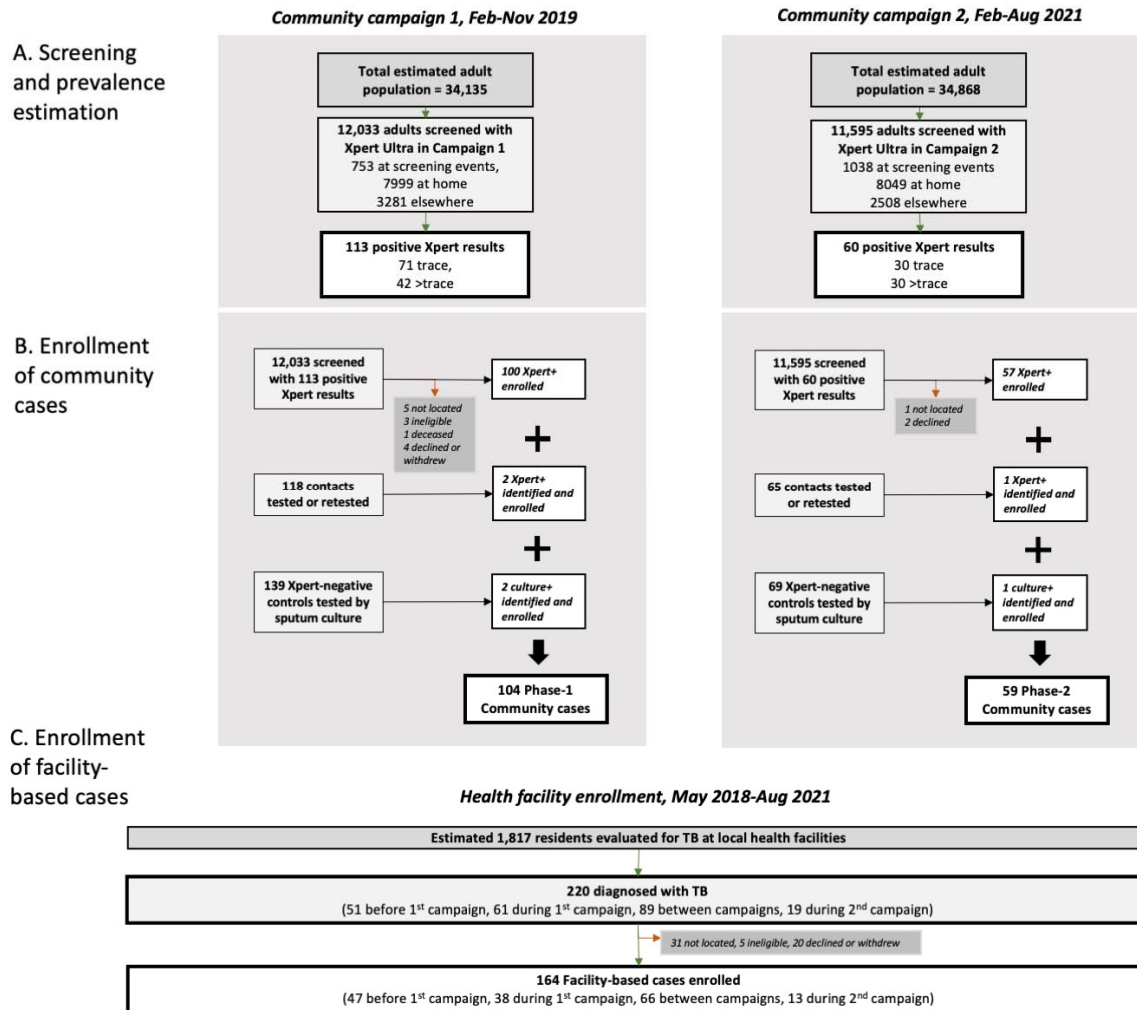 Community campaign 1, Feb-Nov 2019
Community campaign 2, Feb-Aug 2021
A. Screening
and prevalence
estimation
Total estimated adult
population = 34,135
12,033 adults screened with
Xpert Ultra in Campaign 1
753 at screening events,
7999 at home
3281 elsewhere
113 positive Xpert results
71 trace,
42 >trace
Total estimated adult
population = 34,868
11,595 adults screened with
Xpert Ultra in Campaign 2
1038 at screening events
8049 at home
2508 elsewhere
60 positive Xpert results
30 trace
30 >trace
B. Enrollment
of community
cases
12,033 screened
with 113 positive
Xpert results
100 Xpert+
enrolled
5 not located
3 ineligible
1 deceased
4 declined or
withdrew
+
118 contacts
tested or retested
2 Xpert+
identified and
enrolled
+
139 Xpert-negative
controls tested by
sputum culture
2 culture+
identified and
enrolled
104 Phase-1
Community cases
11,595 screened
with 60 positive
Xpert results
57 Xpert+
enrolled
1 not located
2 declined
+
65 contacts tested
or retested
1 Xpert+
identified and
enrolled
+
69 Xpert-negative
controls tested by
sputum culture
1 culture+
identified and
enrolled
59 Phase-2
Community cases
C. Enrollment
of facility-
based cases
Health facility enrollment, May 2018-Aug 2021
Estimated 1,817 residents evaluated for TB at local health facilities
220 diagnosed with TB
(51 before 1st campaign, 61 during 1st campaign, 89 between campaigns, 19 during 2nd campaign)
31 not located, 5 ineligible, 20 declined or withdrew
164 Facility-based cases enrolled
(47 before 1st campaign, 38 during 1st campaign, 66 between campaigns, 13 during 2nd campaign)